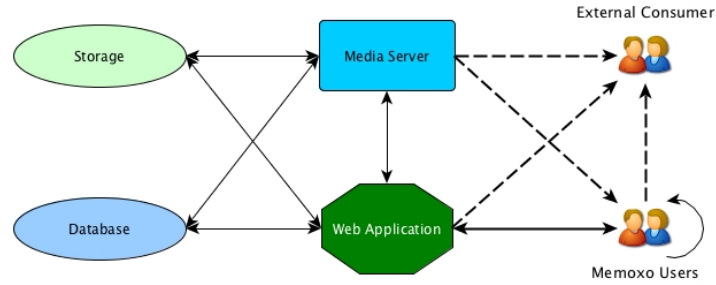 External Consumer
Storage
Media Server
Database
Web Application
Memoxo Users